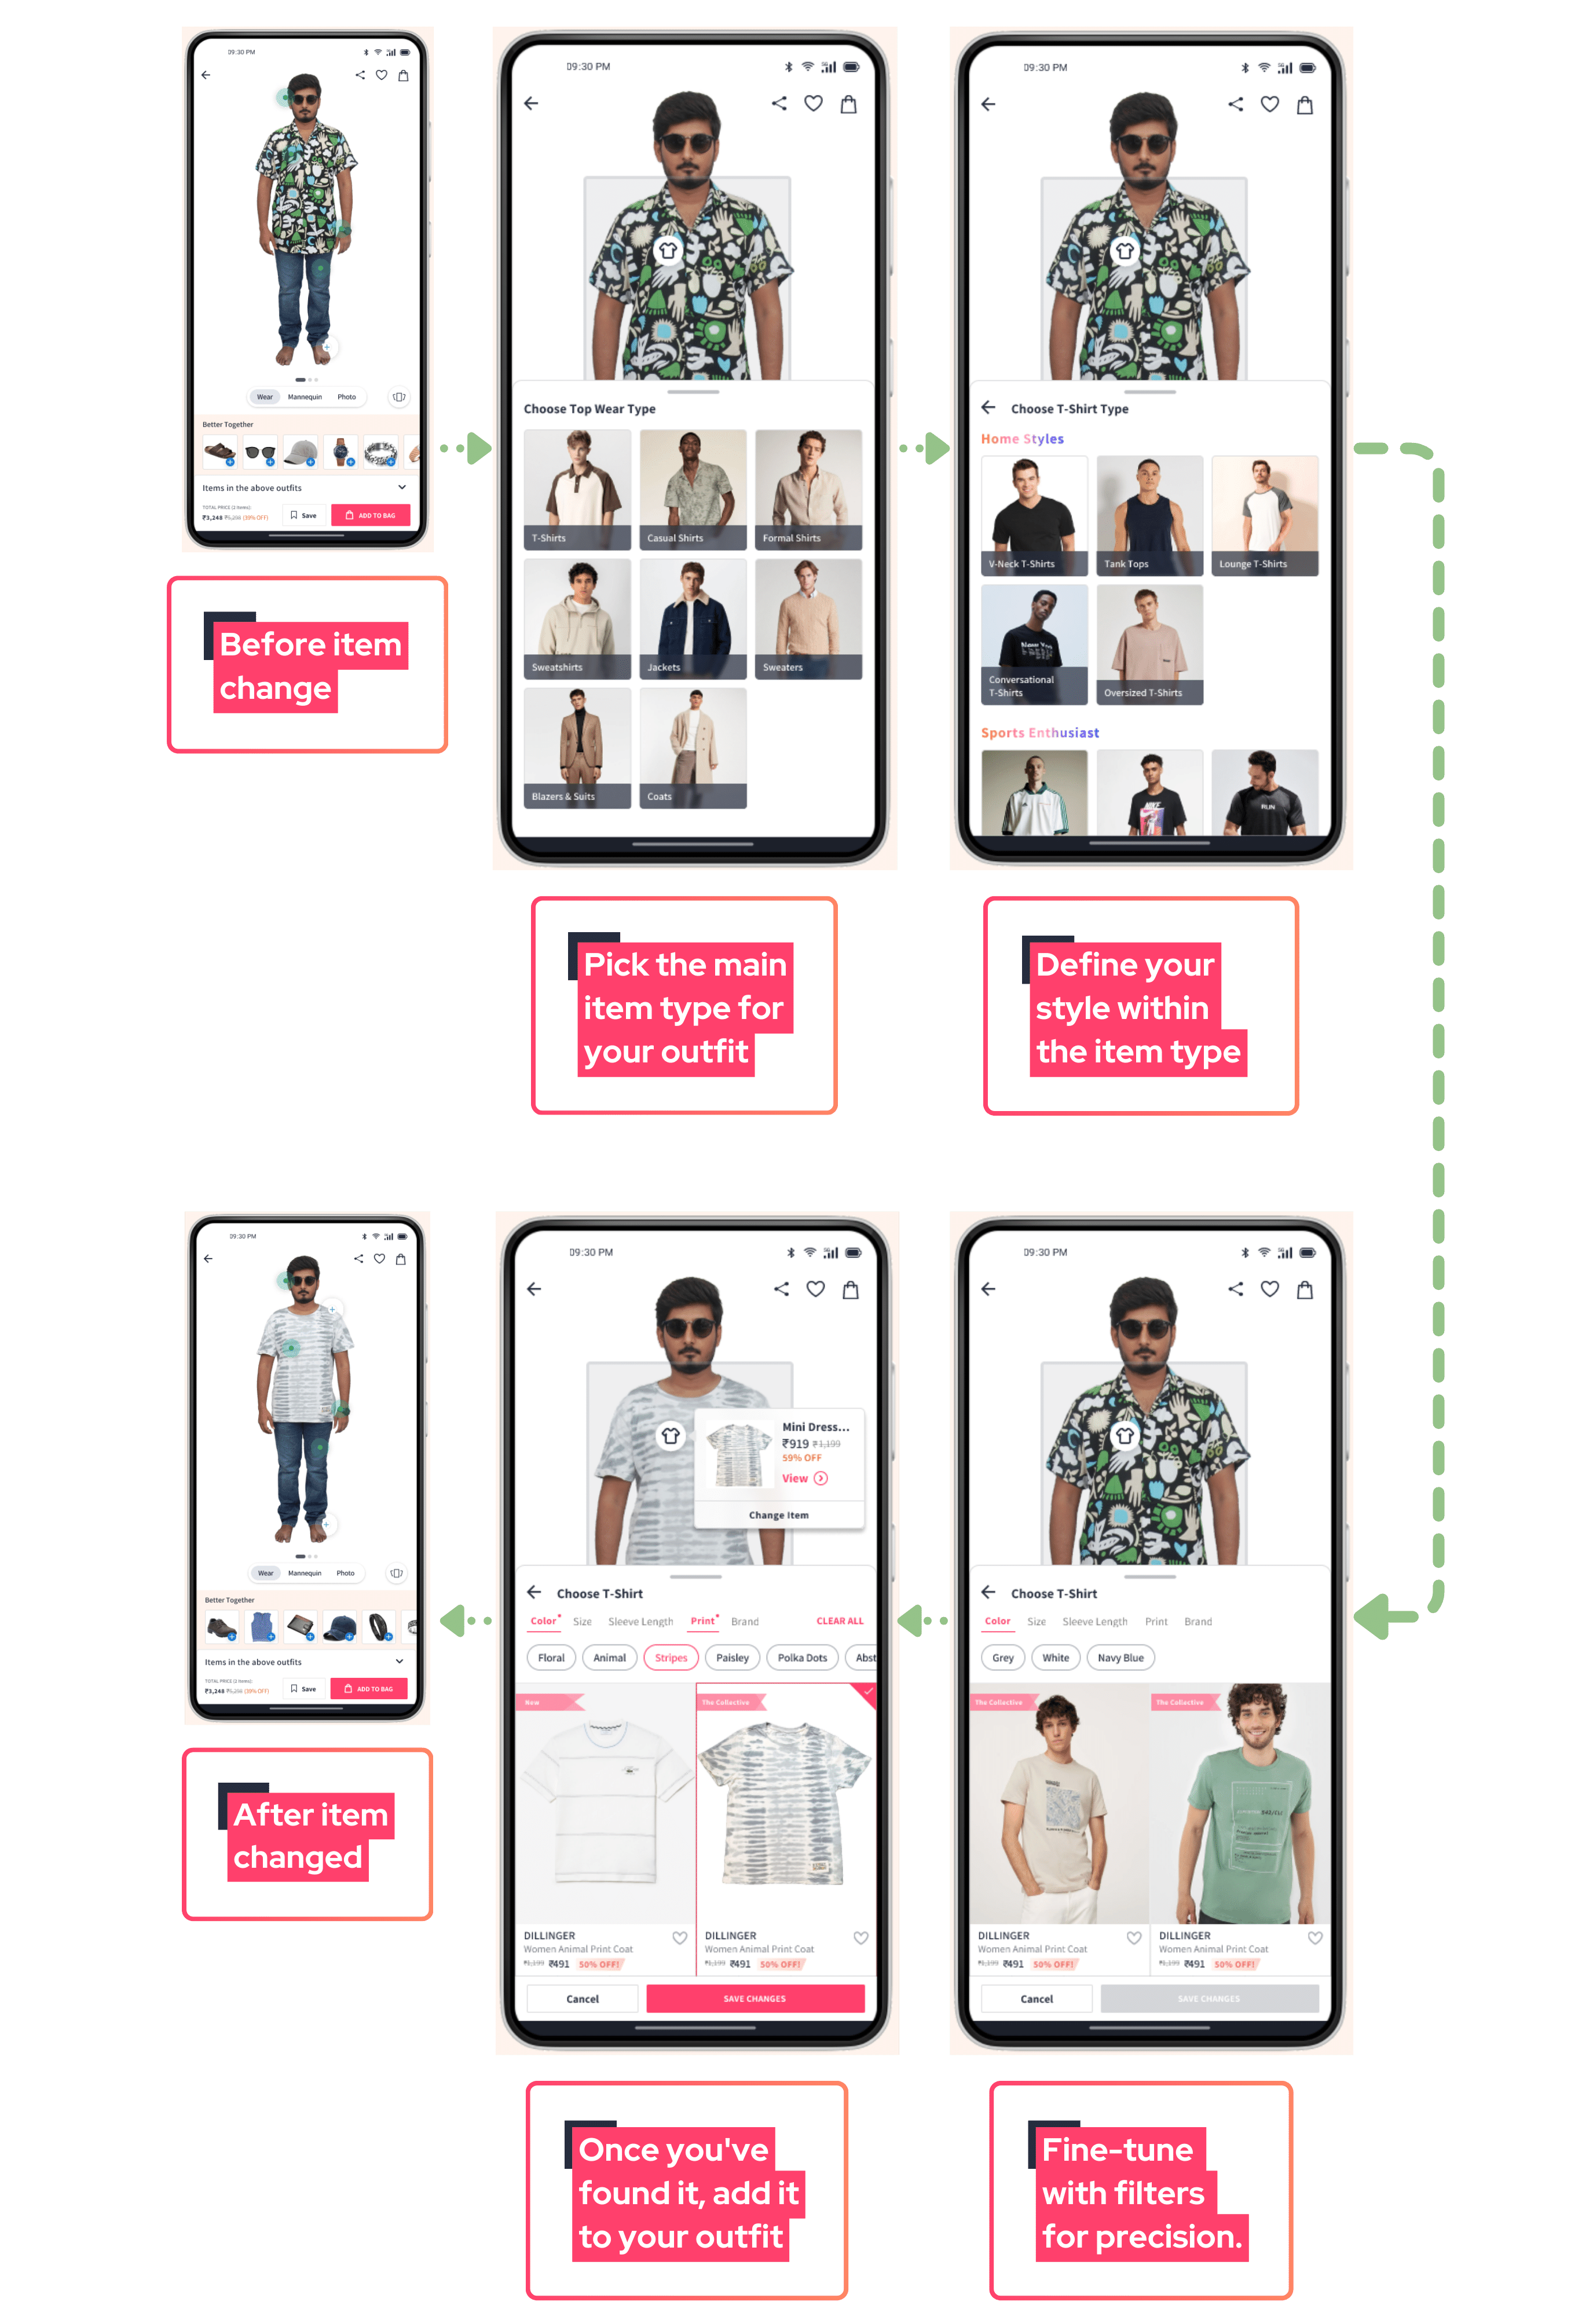 09:30 PM
Wear Mannequin Photo
Better Together
Items in the above outfits
TOTAL PRICE (2 Items)
₹3,248 ₹5,298 (39% OFF)
Save
ADD TO BAG
Before item
change
09:30 PM
Choose Top Wear Type
T-Shirts
Casual Shirts
Formal Shirts
Sweatshirts
Jackets
Sweaters
Blazers & Suits
Coats
Pick the main
item type for
your outfit
09:30 PM
Choose T-Shirt Type
Home Styles
V-Neck T-Shirts
Tank Tops
Lounge T-Shirts
New York
Conversational
T-Shirts
Oversized T-Shirts
Sports Enthusiast
NIKE
RUN
Define your
style within
the item type
09:30 PM
Choose T-Shirt
Color Size Sleeve Length Print Brand
Grey White Navy Blue
The Collective
The Collective
DILLINGER
Women Animal Print Coat
₹1,199 ₹491 50% OFF!
DILLINGER
Women Animal Print Coat
₹1,199 ₹491 50% OFF!
Cancel
SAVE CHANGES
Fine-tune
with filters
for precision.
09:30 PM
Mini Dress...
₹919 ₹1,199
59% OFF
View
Change Item
Choose T-Shirt
Color* Size Sleeve Length Print* Brand CLEAR ALL
Floral Animal Stripes Paisley Polka Dots Abst
New
The Collective
DILLINGER
Women Animal Print Coat
₹1,199 ₹491 50% OFF!
DILLINGER
Women Animal Print Coat
₹1,199 ₹491 50% OFF!
Cancel
SAVE CHANGES
Once you've
found it, add it
to your outfit
09:30 PM
Wear Mannequin Photo
Better Together
Items in the above outfits
TOTAL PRICE (2 Items)
₹3,248 ₹5,298 (39% OFF)
Save
ADD TO BAG
After item
changed